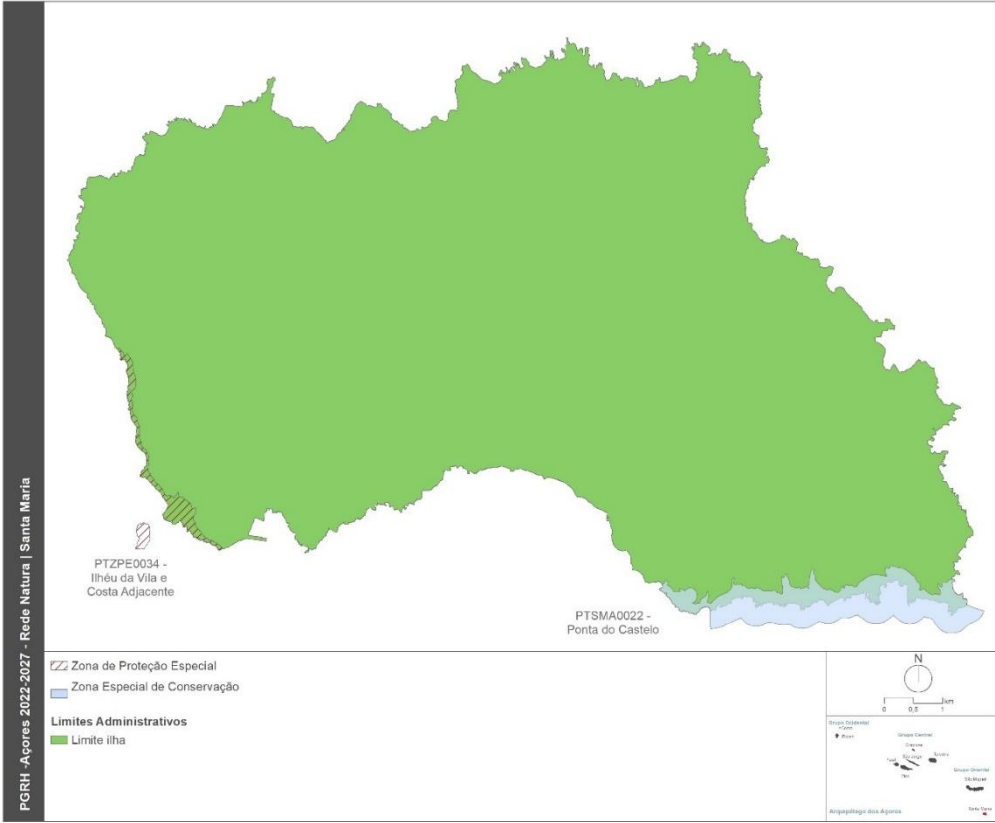 PGRH -Açores 2022-2027 - Rede Natura | Santa Maria
PTZPE0034 -
Ilhéu da Vila e
Costa Adjacente
PTSMA0022 -
Ponta do Castelo
Zona de Proteção Especial
Zona Especial de Conservação
Limites Administrativos
Limite ilha
N
0 0,5 1 km
Grupo Ocidental
Grupo Central
Grupo Oriental
Arquipélago dos Açores